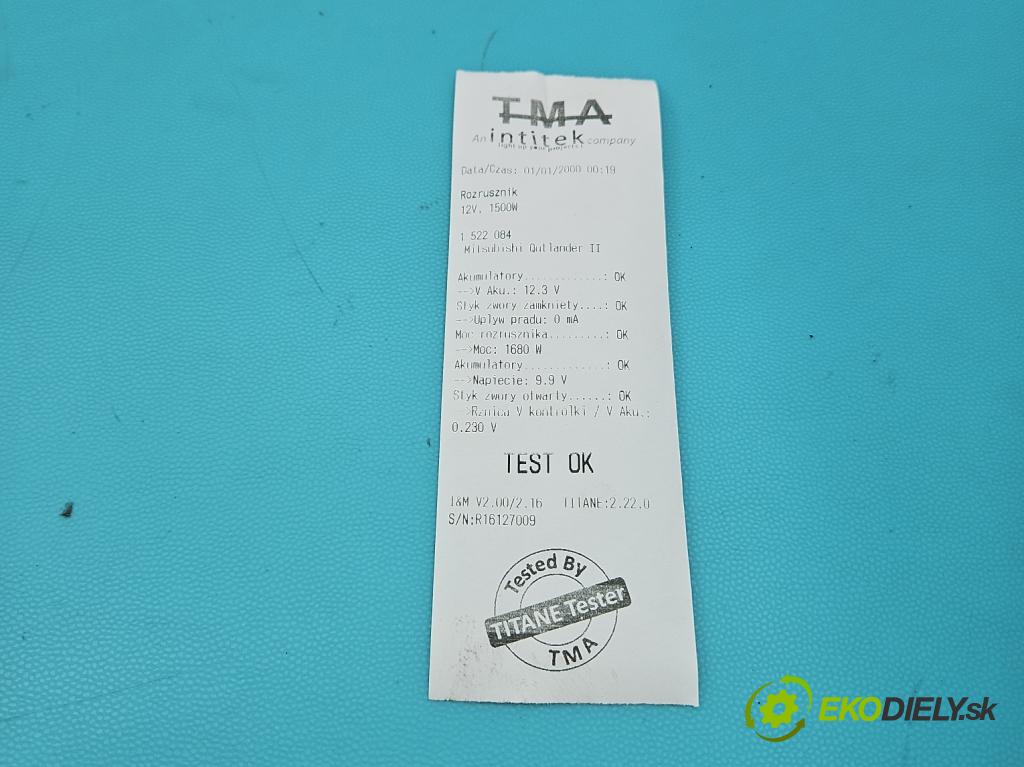 TMA
An intitek company
light up your projects !
Data/Czas: 01/01/2000 00:19
Rozrusznik
12V, 1500W
1 522 084
Mitsubishi Outlander II
Akumulatory.............: OK
-->V Aku.: 12.3 V
Styk zwory zamkniety....: OK
-->Uplyw pradu: 0 mA
Moc rozrusznika.........: OK
-->Moc: 1680 W
Akumulatory.............: OK
-->Napiecie: 9.9 V
Styk zwory otwarty......: OK
-->Rznica V kontrolki / V Aku.:
0.230 V
TEST OK
I&M V2.00/2.16 TITANE:2.22.0
S/N:R16127009
Tested By
TITANE Tester
TMA
EKODIELY.sk